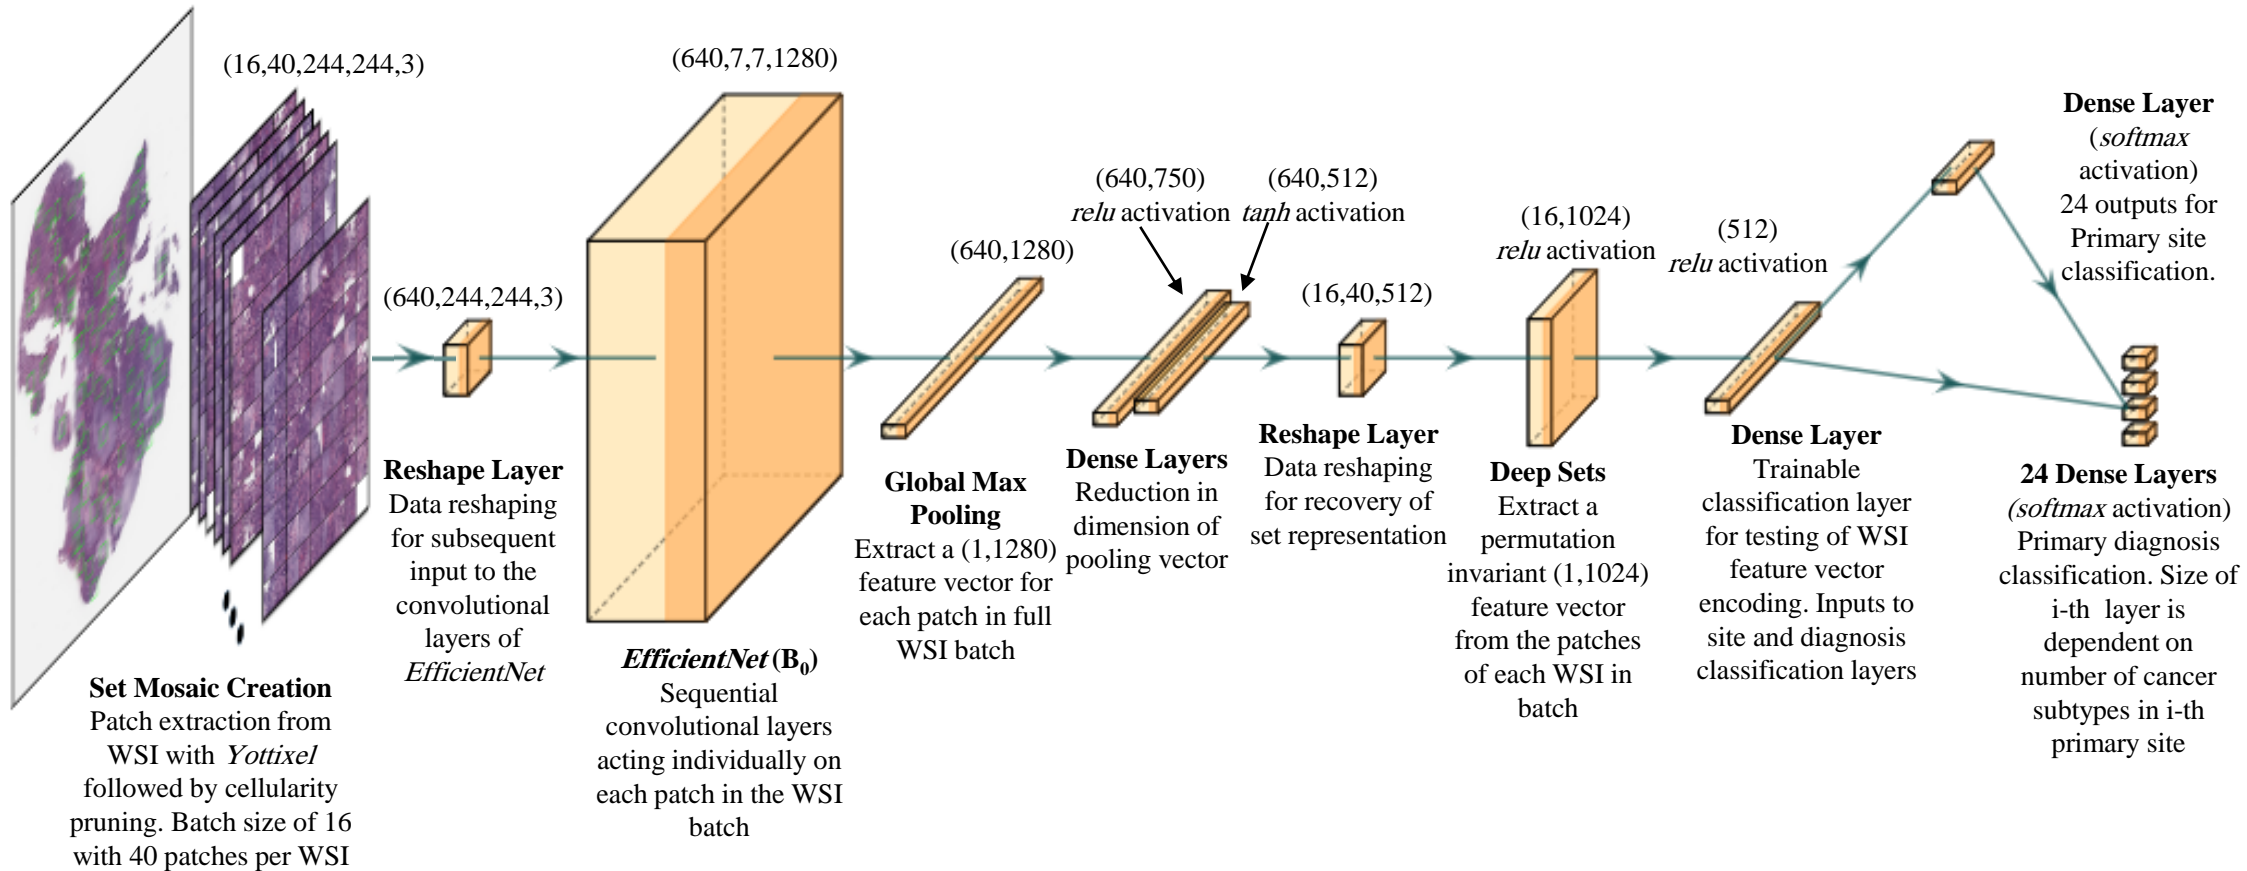 (16,40,244,244,3)
Set Mosaic Creation
Patch extraction from
WSI with Yottixel
followed by cellularity
pruning. Batch size of 16
with 40 patches per WSI
(640,244,244,3)
Reshape Layer
Data reshaping
for subsequent
input to the
convolutional
layers of
EfficientNet
(640,7,7,1280)
EfficientNet (B0)
Sequential
convolutional layers
acting individually on
each patch in the WSI
batch
(640,1280)
Global Max
Pooling
Extract a (1,1280)
feature vector for
each patch in full
WSI batch
(640,750)
relu activation
(640,512)
tanh activation
Dense Layers
Reduction in
dimension of
pooling vector
(16,40,512)
Reshape Layer
Data reshaping
for recovery of
set representation
(16,1024)
relu activation
Deep Sets
Extract a
permutation
invariant (1,1024)
feature vector
from the patches
of each WSI in
batch
(512)
relu activation
Dense Layer
Trainable
classification layer
for testing of WSI
feature vector
encoding. Inputs to
site and diagnosis
classification layers
Dense Layer
(softmax
activation)
24 outputs for
Primary site
classification.
24 Dense Layers
(softmax activation)
Primary diagnosis
classification. Size of
i-th layer is
dependent on
number of cancer
subtypes in i-th
primary site